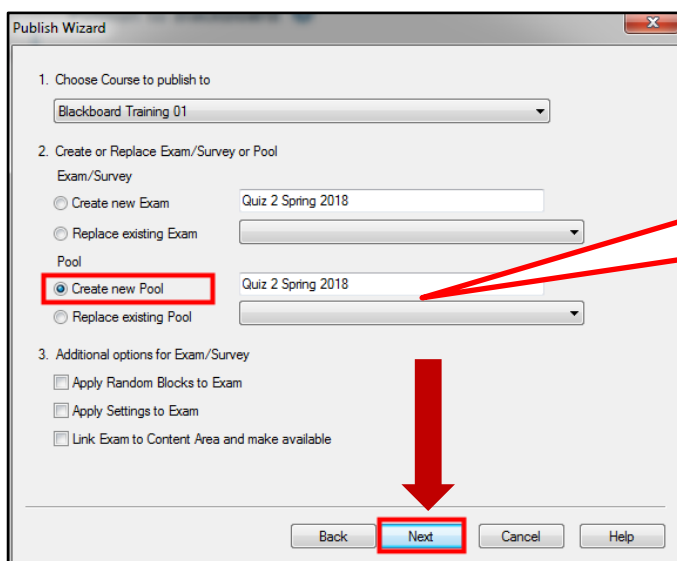 Publish Wizard
1. Choose Course to publish to
Blackboard Training 01
2. Create or Replace Exam/Survey or Pool
Exam/Survey
Create new Exam
Quiz 2 Spring 2018
Replace existing Exam
Pool
Create new Pool
Quiz 2 Spring 2018
Replace existing Pool
3. Additional options for Exam/Survey
Apply Random Blocks to Exam
Apply Settings to Exam
Link Exam to Content Area and make available
Back
Next
Cancel
Help